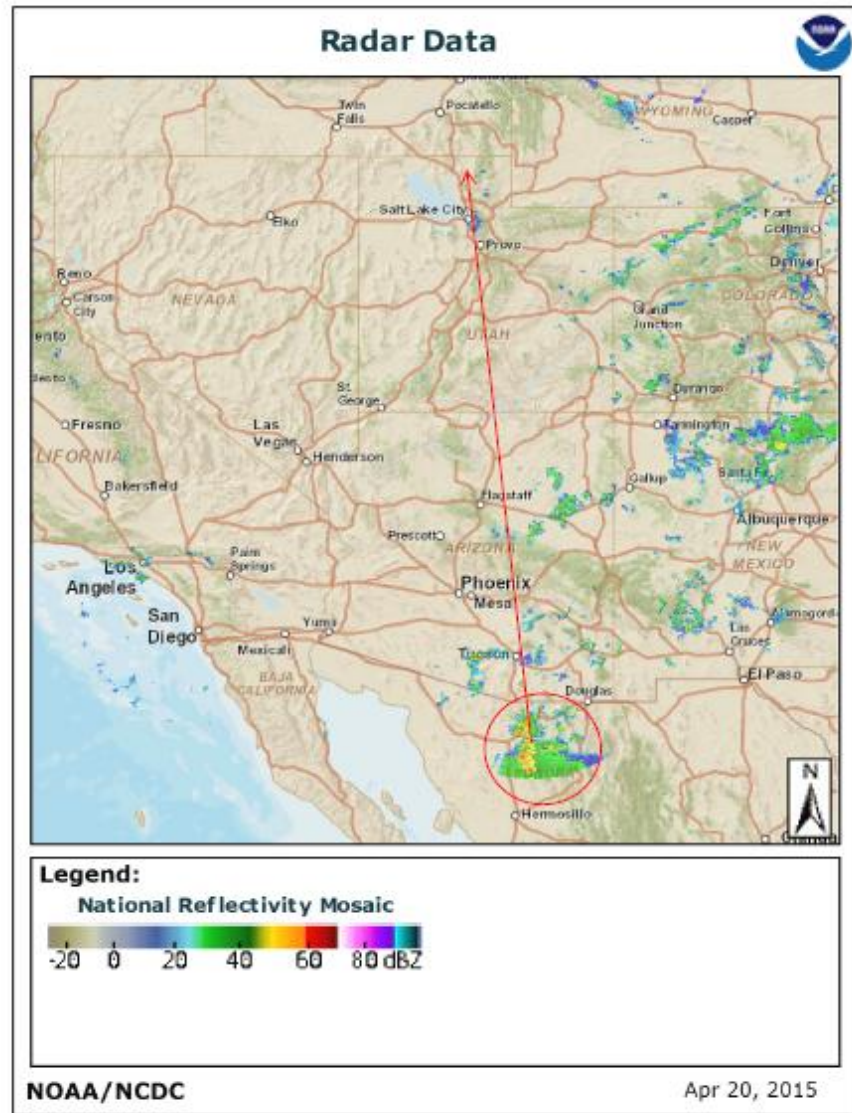 Radar Data
NOAA
Twin
Falls
Pocatello
WYOMING
Casper
Salt Lake City
Elko
Provo
Fort
Collins
Denver
Reno
Carson
City
NEVADA
COLORADO
Grand
Junction
ento
UTAH
desto
St.
George
Durango
Fresno
Las
Vegas
Farmington
Henderson
LIFORNIA
Santa Fe
Bakersfield
Gallup
Flagstaff
Albuquerque
Prescott
ARIZONA
NEW
MEXICO
Los
Angeles
Palm
Springs
Phoenix
Mesa
San
Diego
Yuma
Mexicali
Alamogordo
Las
Cruces
Tucson
El Paso
BAJA
CALIFORNIA
Douglas
N
Hermosillo
Legend:
National Reflectivity Mosaic
-20 0 20 40 60 80 dBZ
NOAA/NCDC
Apr 20, 2015